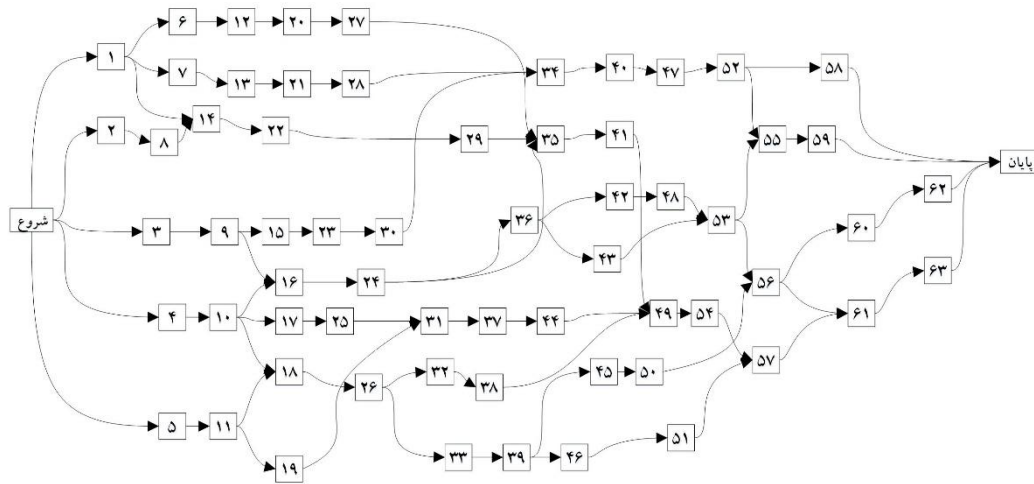 ۶ ۱۲ ۲۰ ۲۷
۱
۷ ۱۳ ۲۱ ۲۸ ۳۴ ۴۰ ۴۷ ۵۲ ۵۸
۲ ۸ ۱۴ ۲۲ ۲۹ ۳۵ ۴۱ ۵۵ ۵۹
پایان
شروع
۳ ۹ ۱۵ ۲۳ ۳۰ ۳۶ ۴۲ ۴۸ ۵۳ ۶۰ ۶۲
۴۳
۱۶ ۲۴ ۵۶ ۶۳
۴ ۱۰ ۱۷ ۲۵ ۳۱ ۳۷ ۴۴ ۴۹ ۵۴ ۶۱
۱۸ ۲۶ ۳۲ ۳۸ ۴۵ ۵۰ ۵۷
۵ ۱۱
۱۹ ۳۳ ۳۹ ۴۶ ۵۱